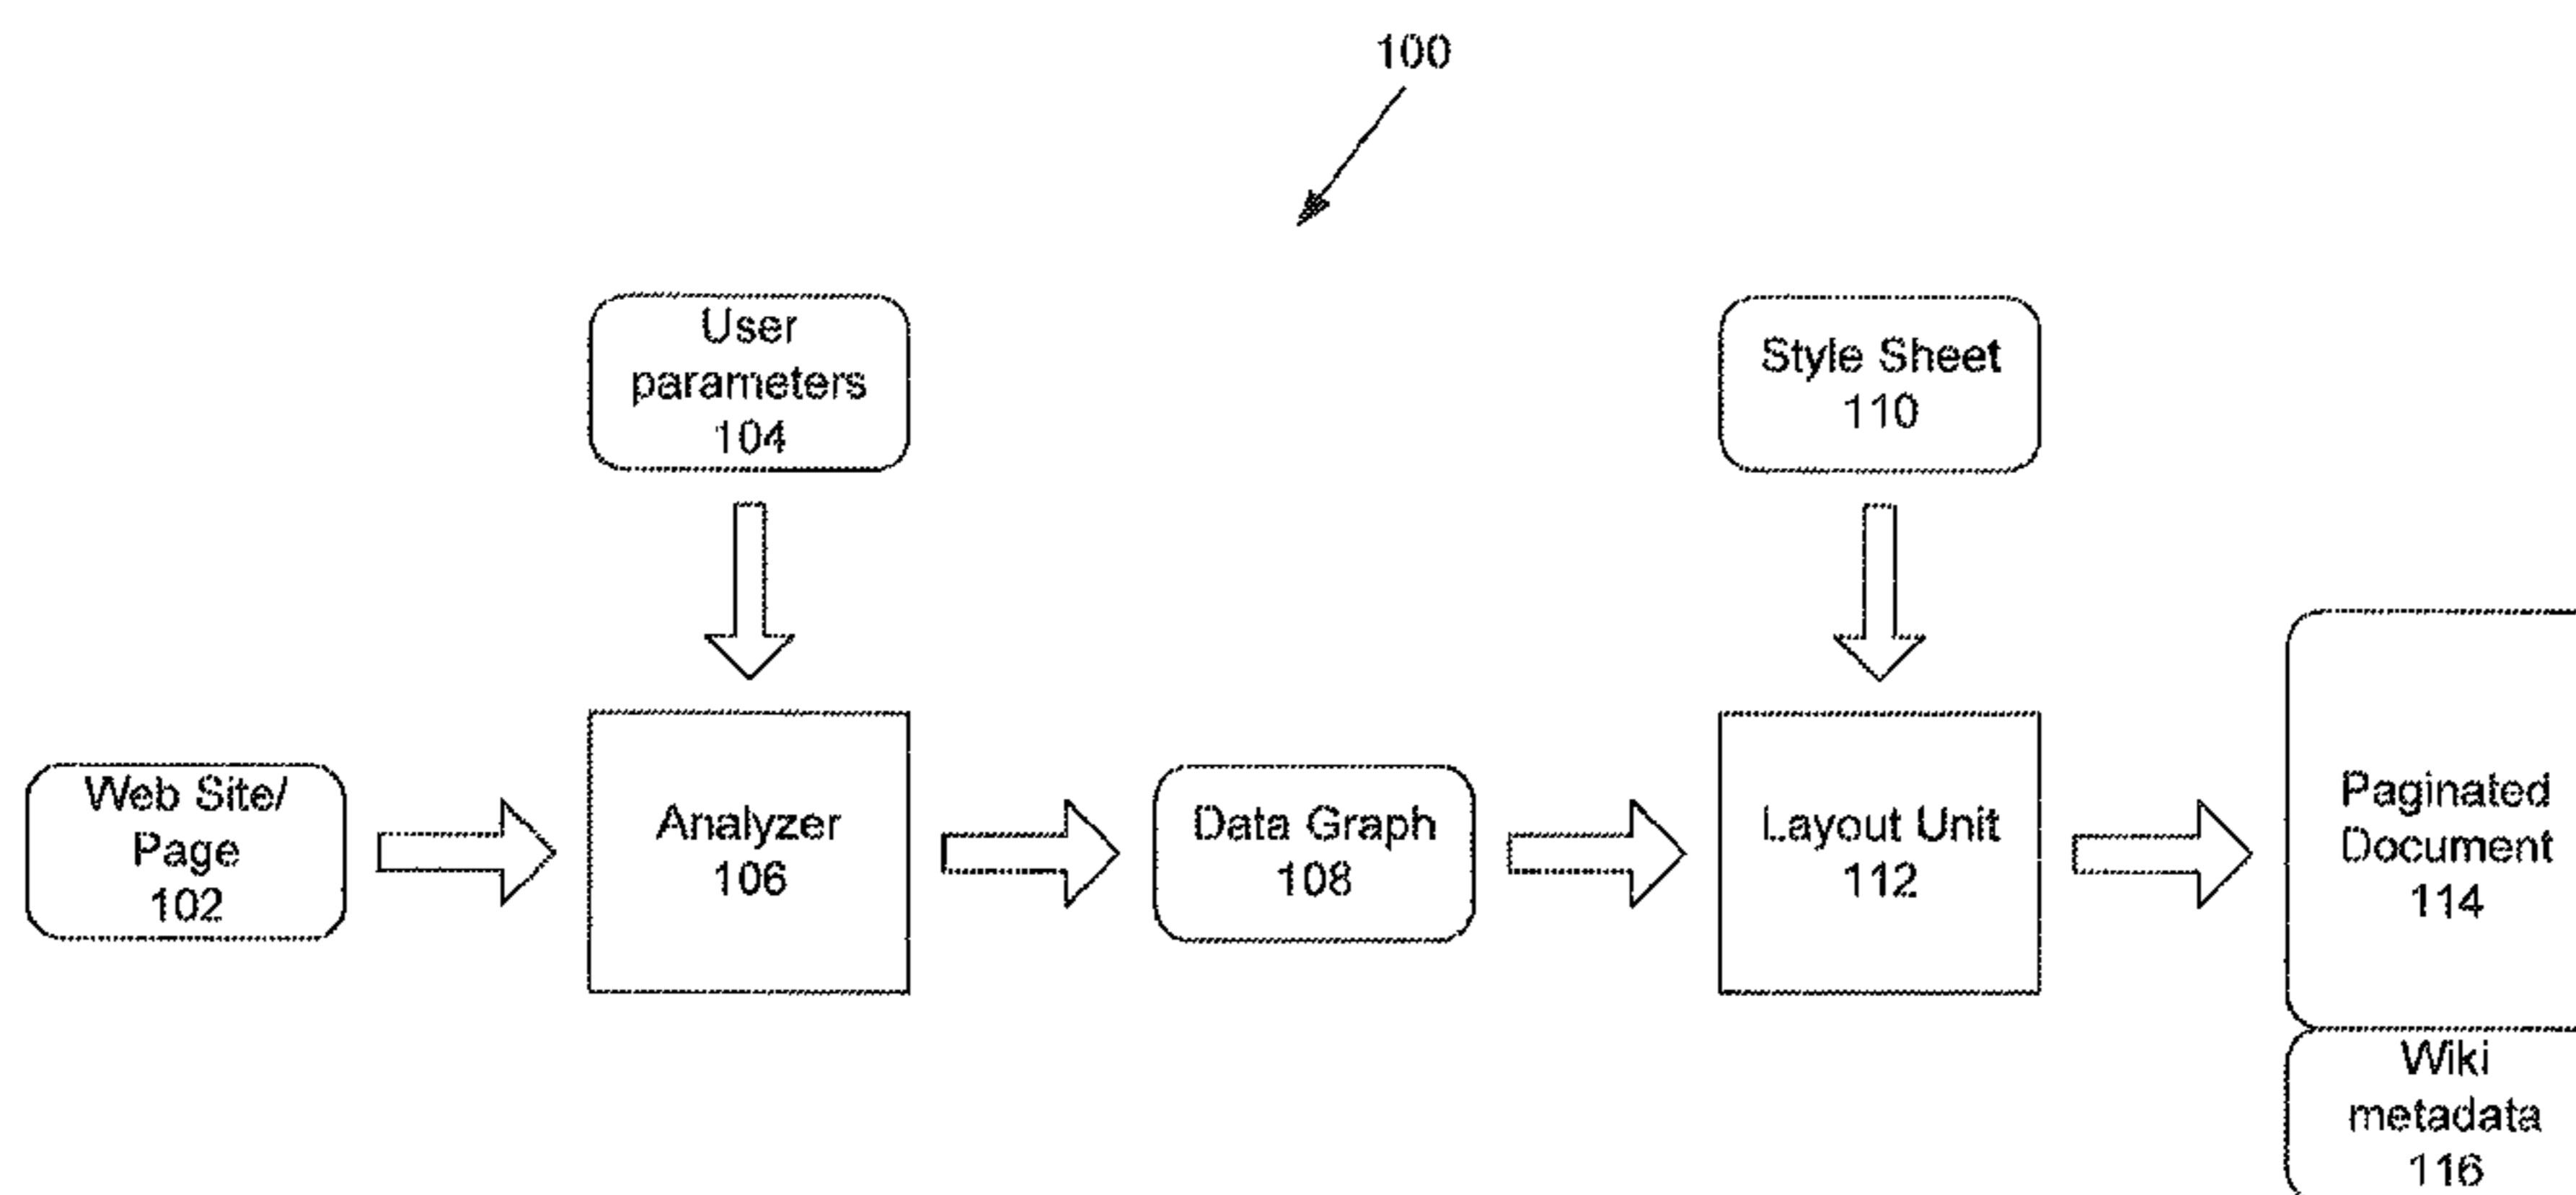 100
User
parameters
104
Style Sheet
110
Web Site/
Page
102
Analyzer
106
Data Graph
108
Layout Unit
112
Paginated
Document
114
Wiki
metadata
116